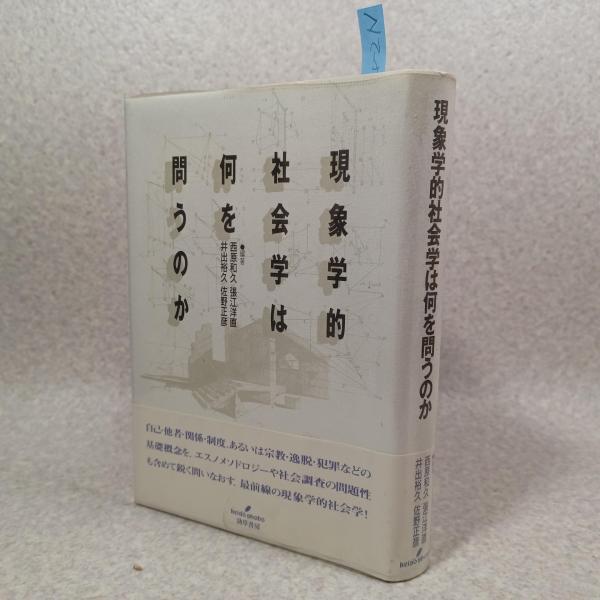 現象学的
社会学は
何を
問うのか
●編著
西原和久 張江洋直
井出裕久 佐野正彦
自己・他者・関係・制度、あるいは宗教・逸脱・犯罪などの
基礎概念を、エスノメソドロジーや社会調査の問題性
も含めて鋭く問いなおす、最前線の現象学的社会学!
keiso shobo
勁草書房
現象学的社会学は何を問うのか
西原和久 張江洋直
井出裕久 佐野正彦